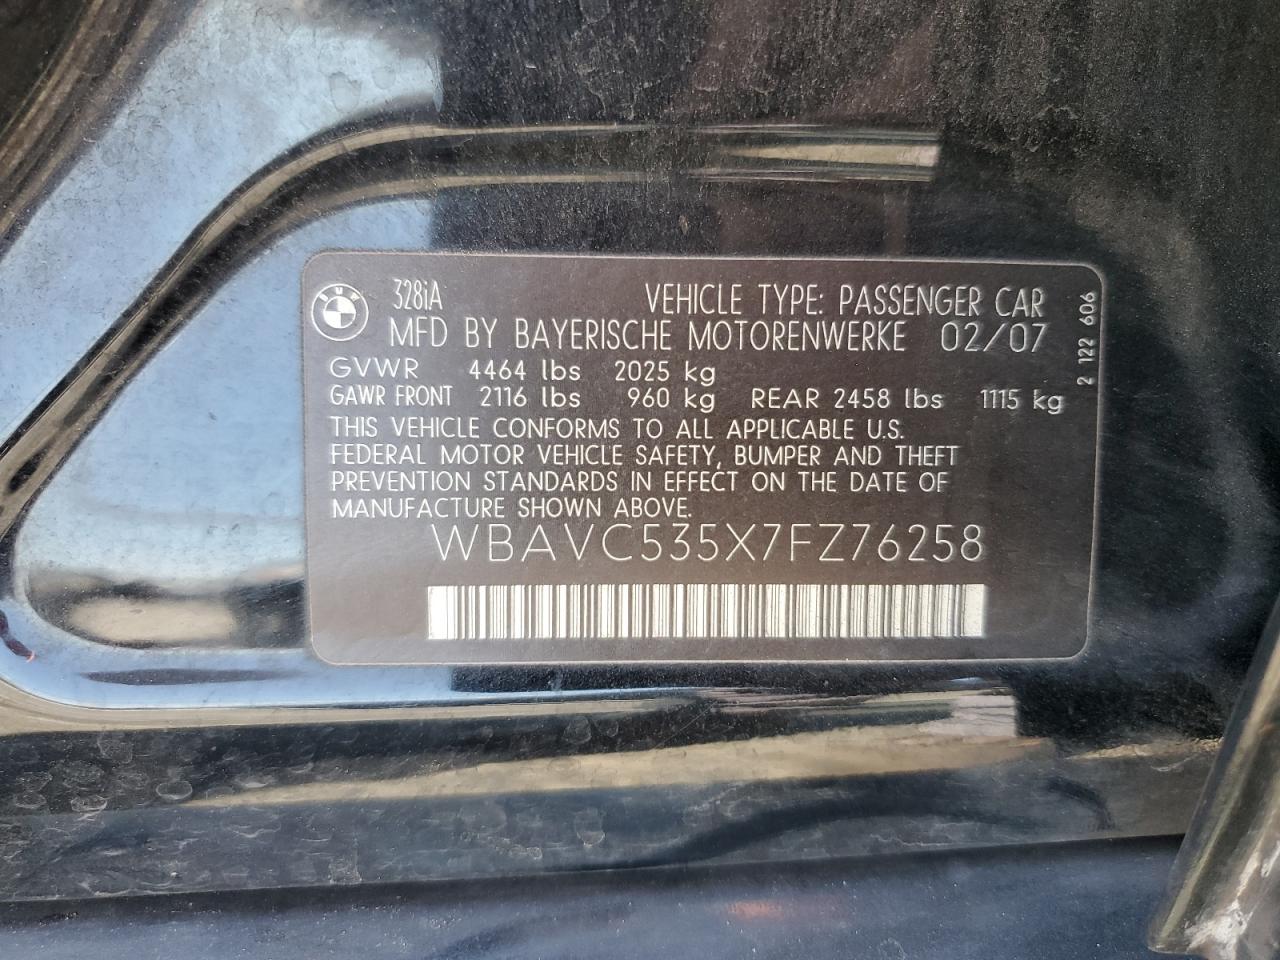 BMW
328iA VEHICLE TYPE: PASSENGER CAR
MFD BY BAYERISCHE MOTORENWERKE 02/07
GVWR 4464 lbs 2025 kg
GAWR FRONT 2116 lbs 960 kg REAR 2458 lbs 1115 kg
THIS VEHICLE CONFORMS TO ALL APPLICABLE U.S.
FEDERAL MOTOR VEHICLE SAFETY, BUMPER AND THEFT
PREVENTION STANDARDS IN EFFECT ON THE DATE OF
MANUFACTURE SHOWN ABOVE.
WBAVC535X7FZ76258
2 122 606